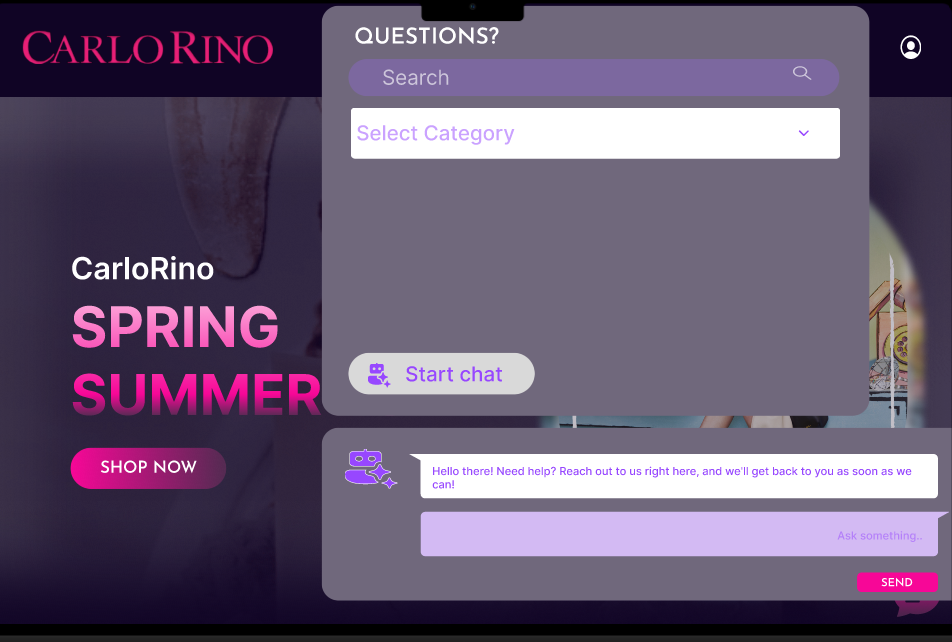 CARLO RINO
QUESTIONS?
Search
Select Category
CarloRino
SPRING
SUMMER
SHOP NOW
Start chat
Hello there! Need help? Reach out to us right here, and we'll get back to you as soon as we
can!
Ask something..
SEND